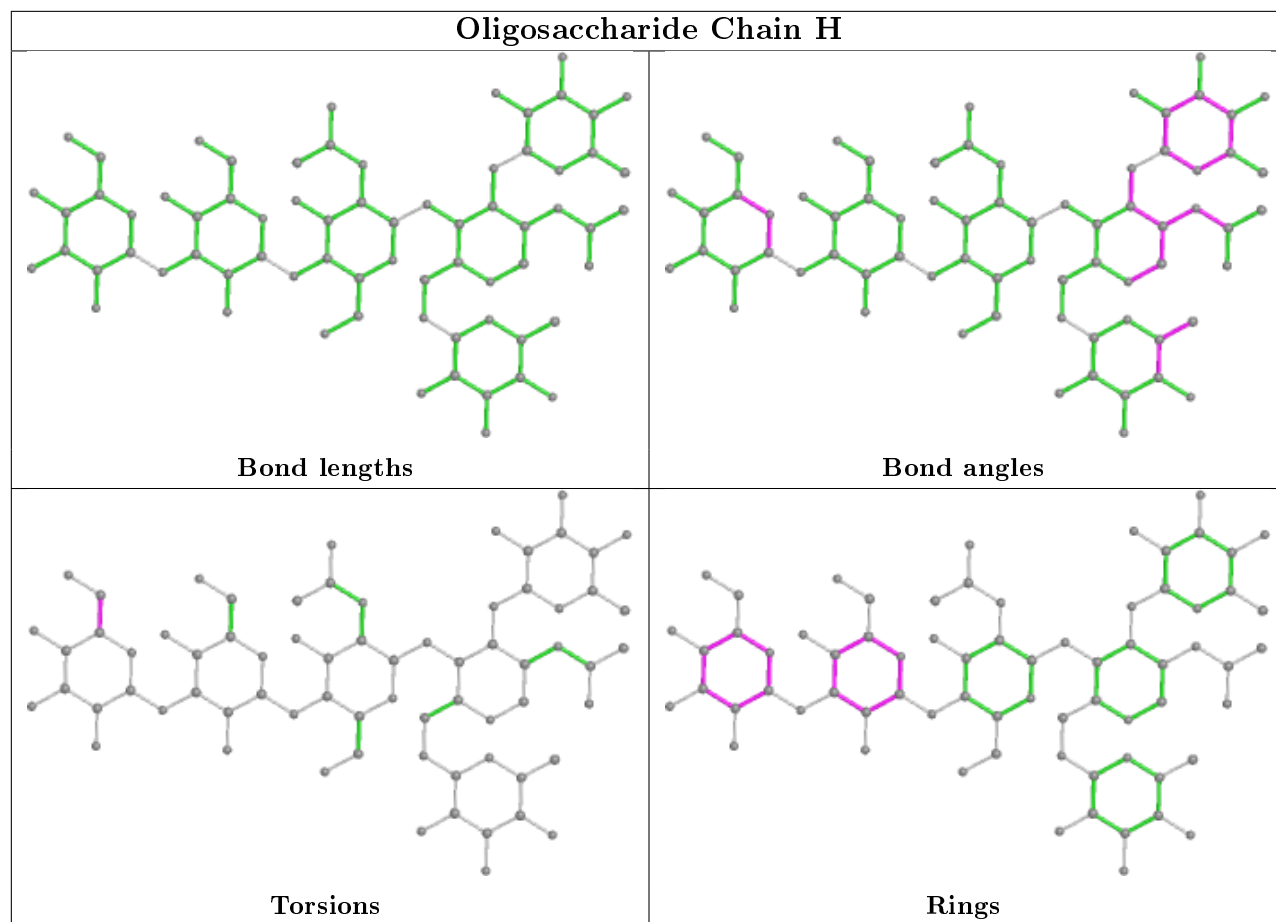 Oligosaccharide Chain H
Bond lengths
Bond angles
Torsions
Rings